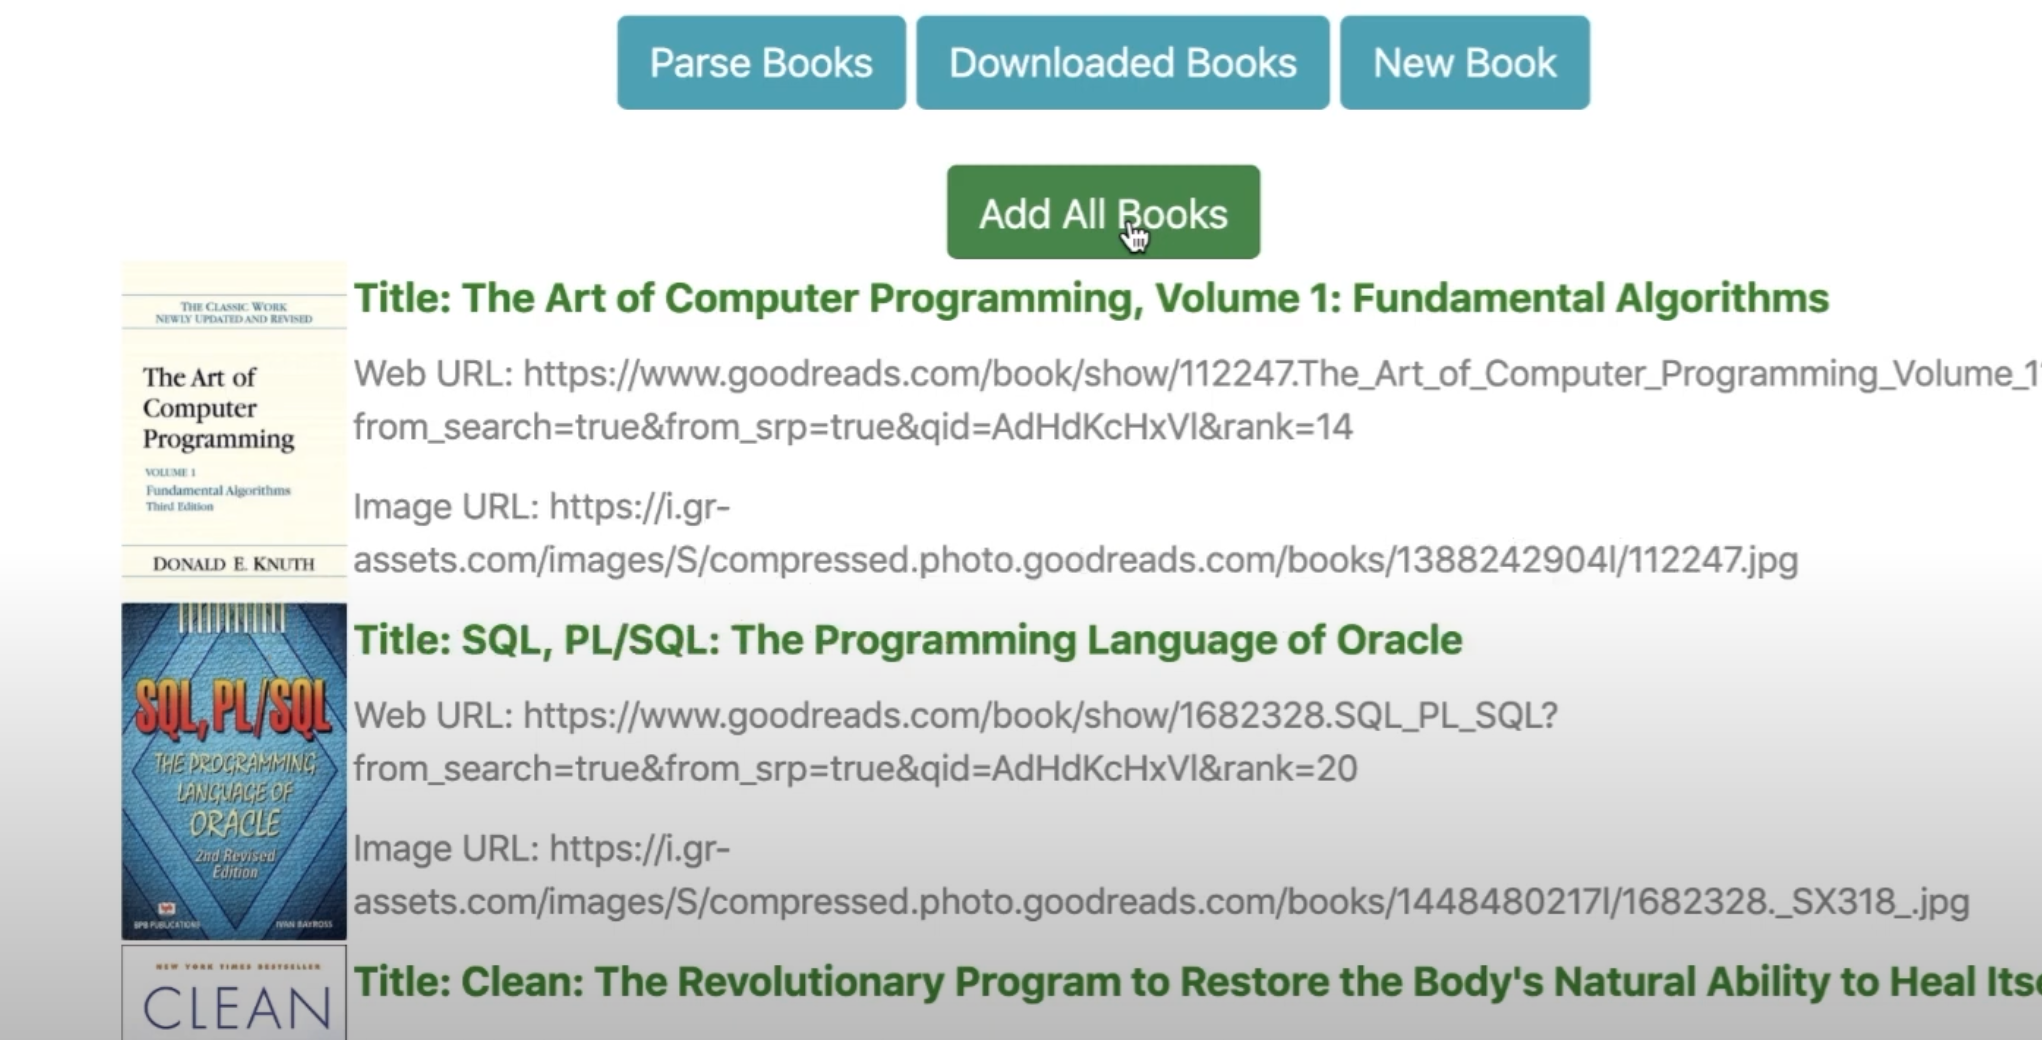 Parse Books
Downloaded Books
New Book
Add All Books
THE CLASSIC WORK
NEWLY UPDATED AND REVISED
The Art of
Computer
Programming
VOLUME 1
Fundamental Algorithms
Third Edition
DONALD E. KNUTH
Title: The Art of Computer Programming, Volume 1: Fundamental Algorithms
Web URL: https://www.goodreads.com/book/show/112247.The_Art_of_Computer_Programming_Volume_1
from_search=true&from_srp=true&qid=AdHdKcHxVl&rank=14
Image URL: https://i.gr-
assets.com/images/S/compressed.photo.goodreads.com/books/1388242904l/112247.jpg
SQL, PL/SQL
THE PROGRAMMING
LANGUAGE OF
ORACLE
2nd Revised
Edition
BPB PUBLICATIONS
IVAN BAYROSS
Title: SQL, PL/SQL: The Programming Language of Oracle
Web URL: https://www.goodreads.com/book/show/1682328.SQL_PL_SQL?
from_search=true&from_srp=true&qid=AdHdKcHxVl&rank=20
Image URL: https://i.gr-
assets.com/images/S/compressed.photo.goodreads.com/books/1448480217l/1682328._SX318_.jpg
NEW YORK TIMES BESTSELLER
CLEAN
Title: Clean: The Revolutionary Program to Restore the Body's Natural Ability to Heal Itse